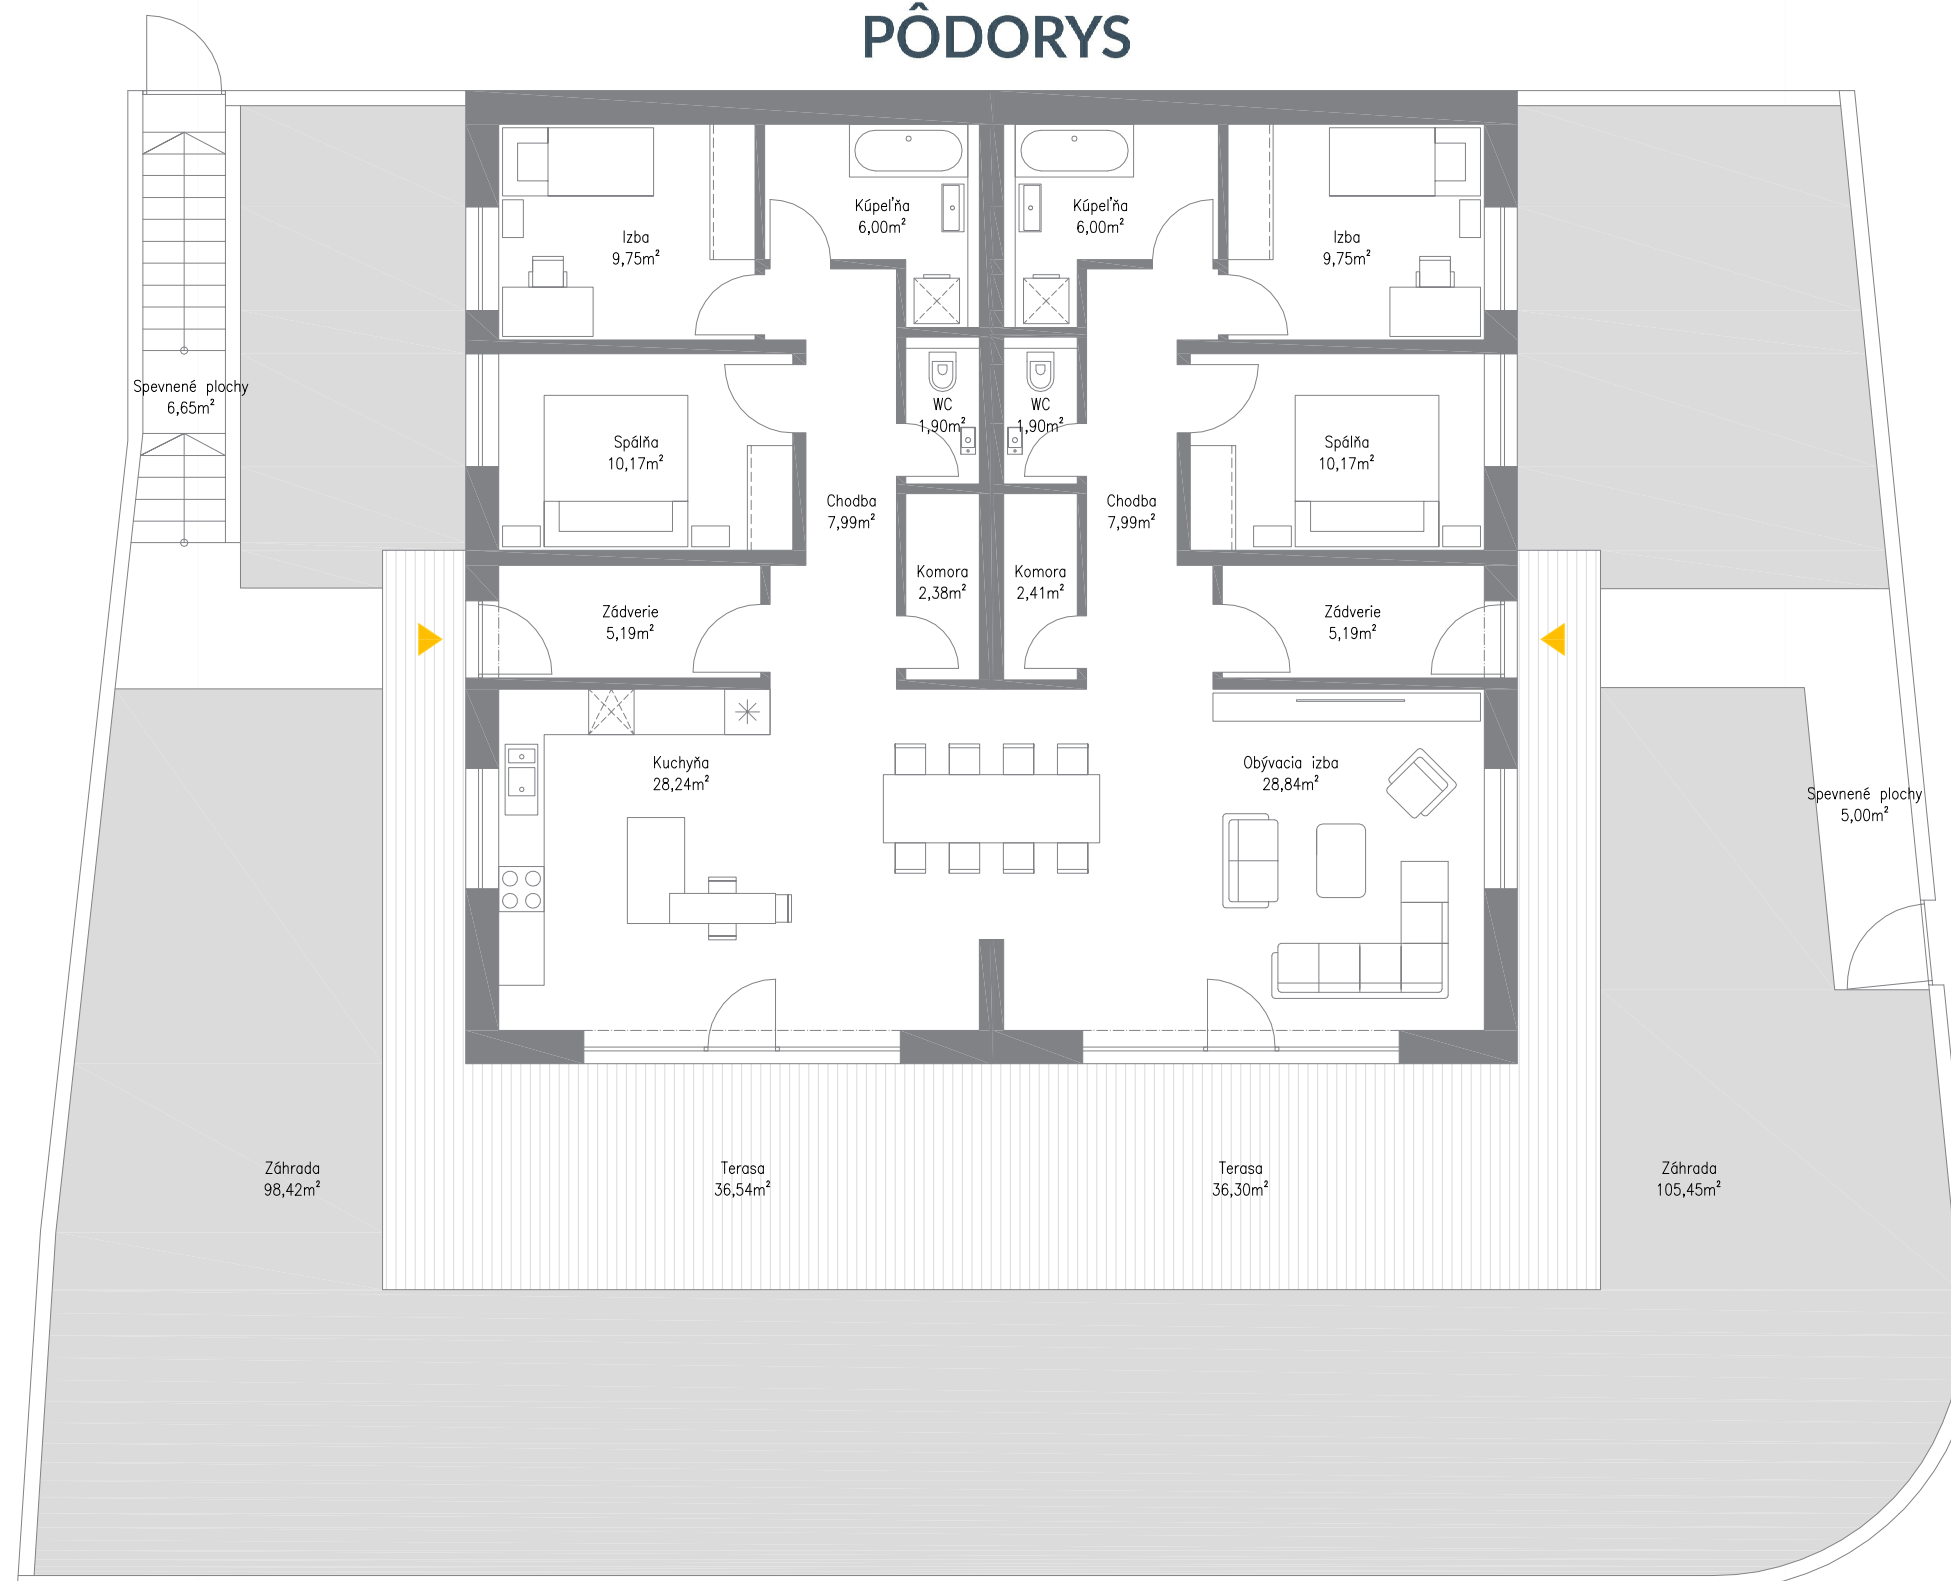 PÔDORYS
Kúpeľňa
6,00m²
Kúpeľňa
6,00m²
Izba
9,75m²
Izba
9,75m²
Spevnené plochy
6,65m²
WC
1,90m²
WC
1,90m²
Spálňa
10,17m²
Spálňa
10,17m²
Chodba
7,99m²
Chodba
7,99m²
Komora
2,38m²
Komora
2,41m²
Zádverie
5,19m²
Zádverie
5,19m²
Kuchyňa
28,24m²
Obývacia izba
28,84m²
Spevnené plochy
5,00m²
Záhrada
98,42m²
Terasa
36,54m²
Terasa
36,30m²
Záhrada
105,45m²